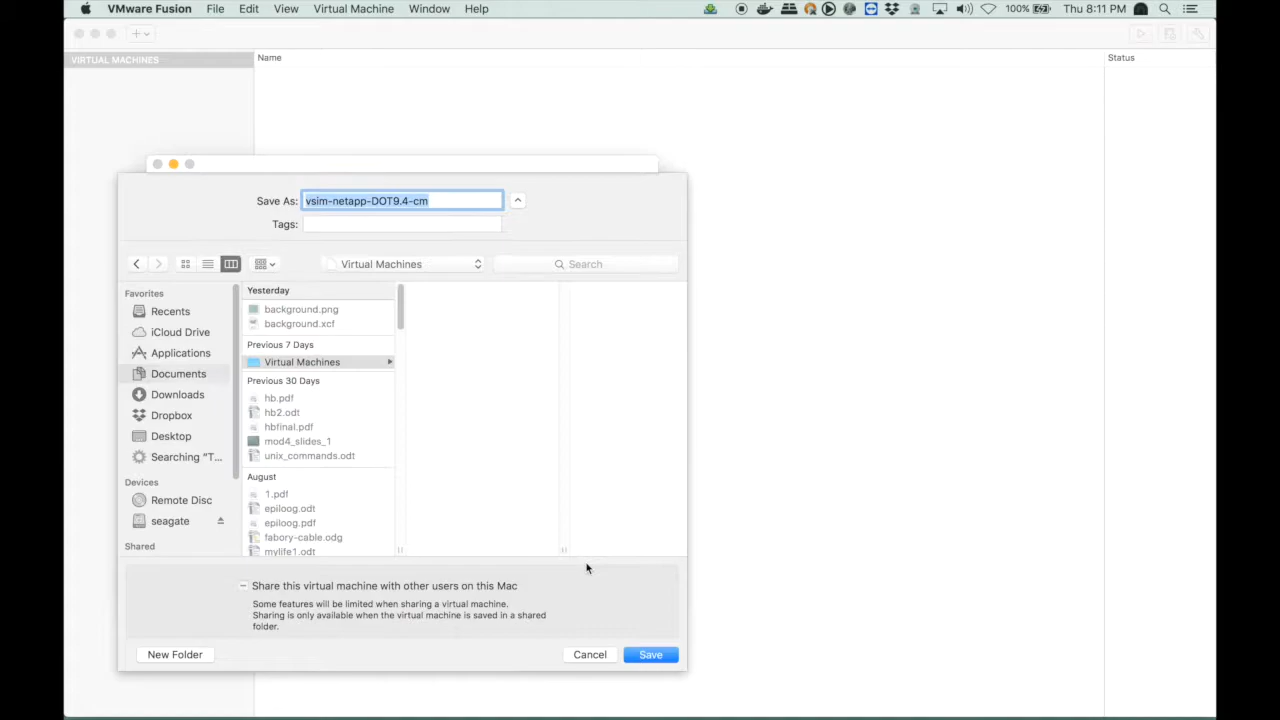 VMware Fusion File Edit View Virtual Machine Window Help 100% Thu 8:11 PM
VIRTUAL MACHINES Name Status
Save As: vsim-netapp-DOT9.4-cm
Tags:
Virtual Machines Search
Favorites
Recents
iCloud Drive
Applications
Documents
Downloads
Dropbox
Desktop
Searching “T...
Devices
Remote Disc
seagate
Shared
Yesterday
background.png
background.xcf
Previous 7 Days
Virtual Machines
Previous 30 Days
hb.pdf
hb2.odt
hbfinal.pdf
mod4_slides_1
unix_commands.odt
August
1.pdf
epiloog.odt
epiloog.pdf
fabory-cable.odg
mylife1.odt
Share this virtual machine with other users on this Mac
Some features will be limited when sharing a virtual machine.
Sharing is only available when the virtual machine is saved in a shared
folder.
New Folder Cancel Save